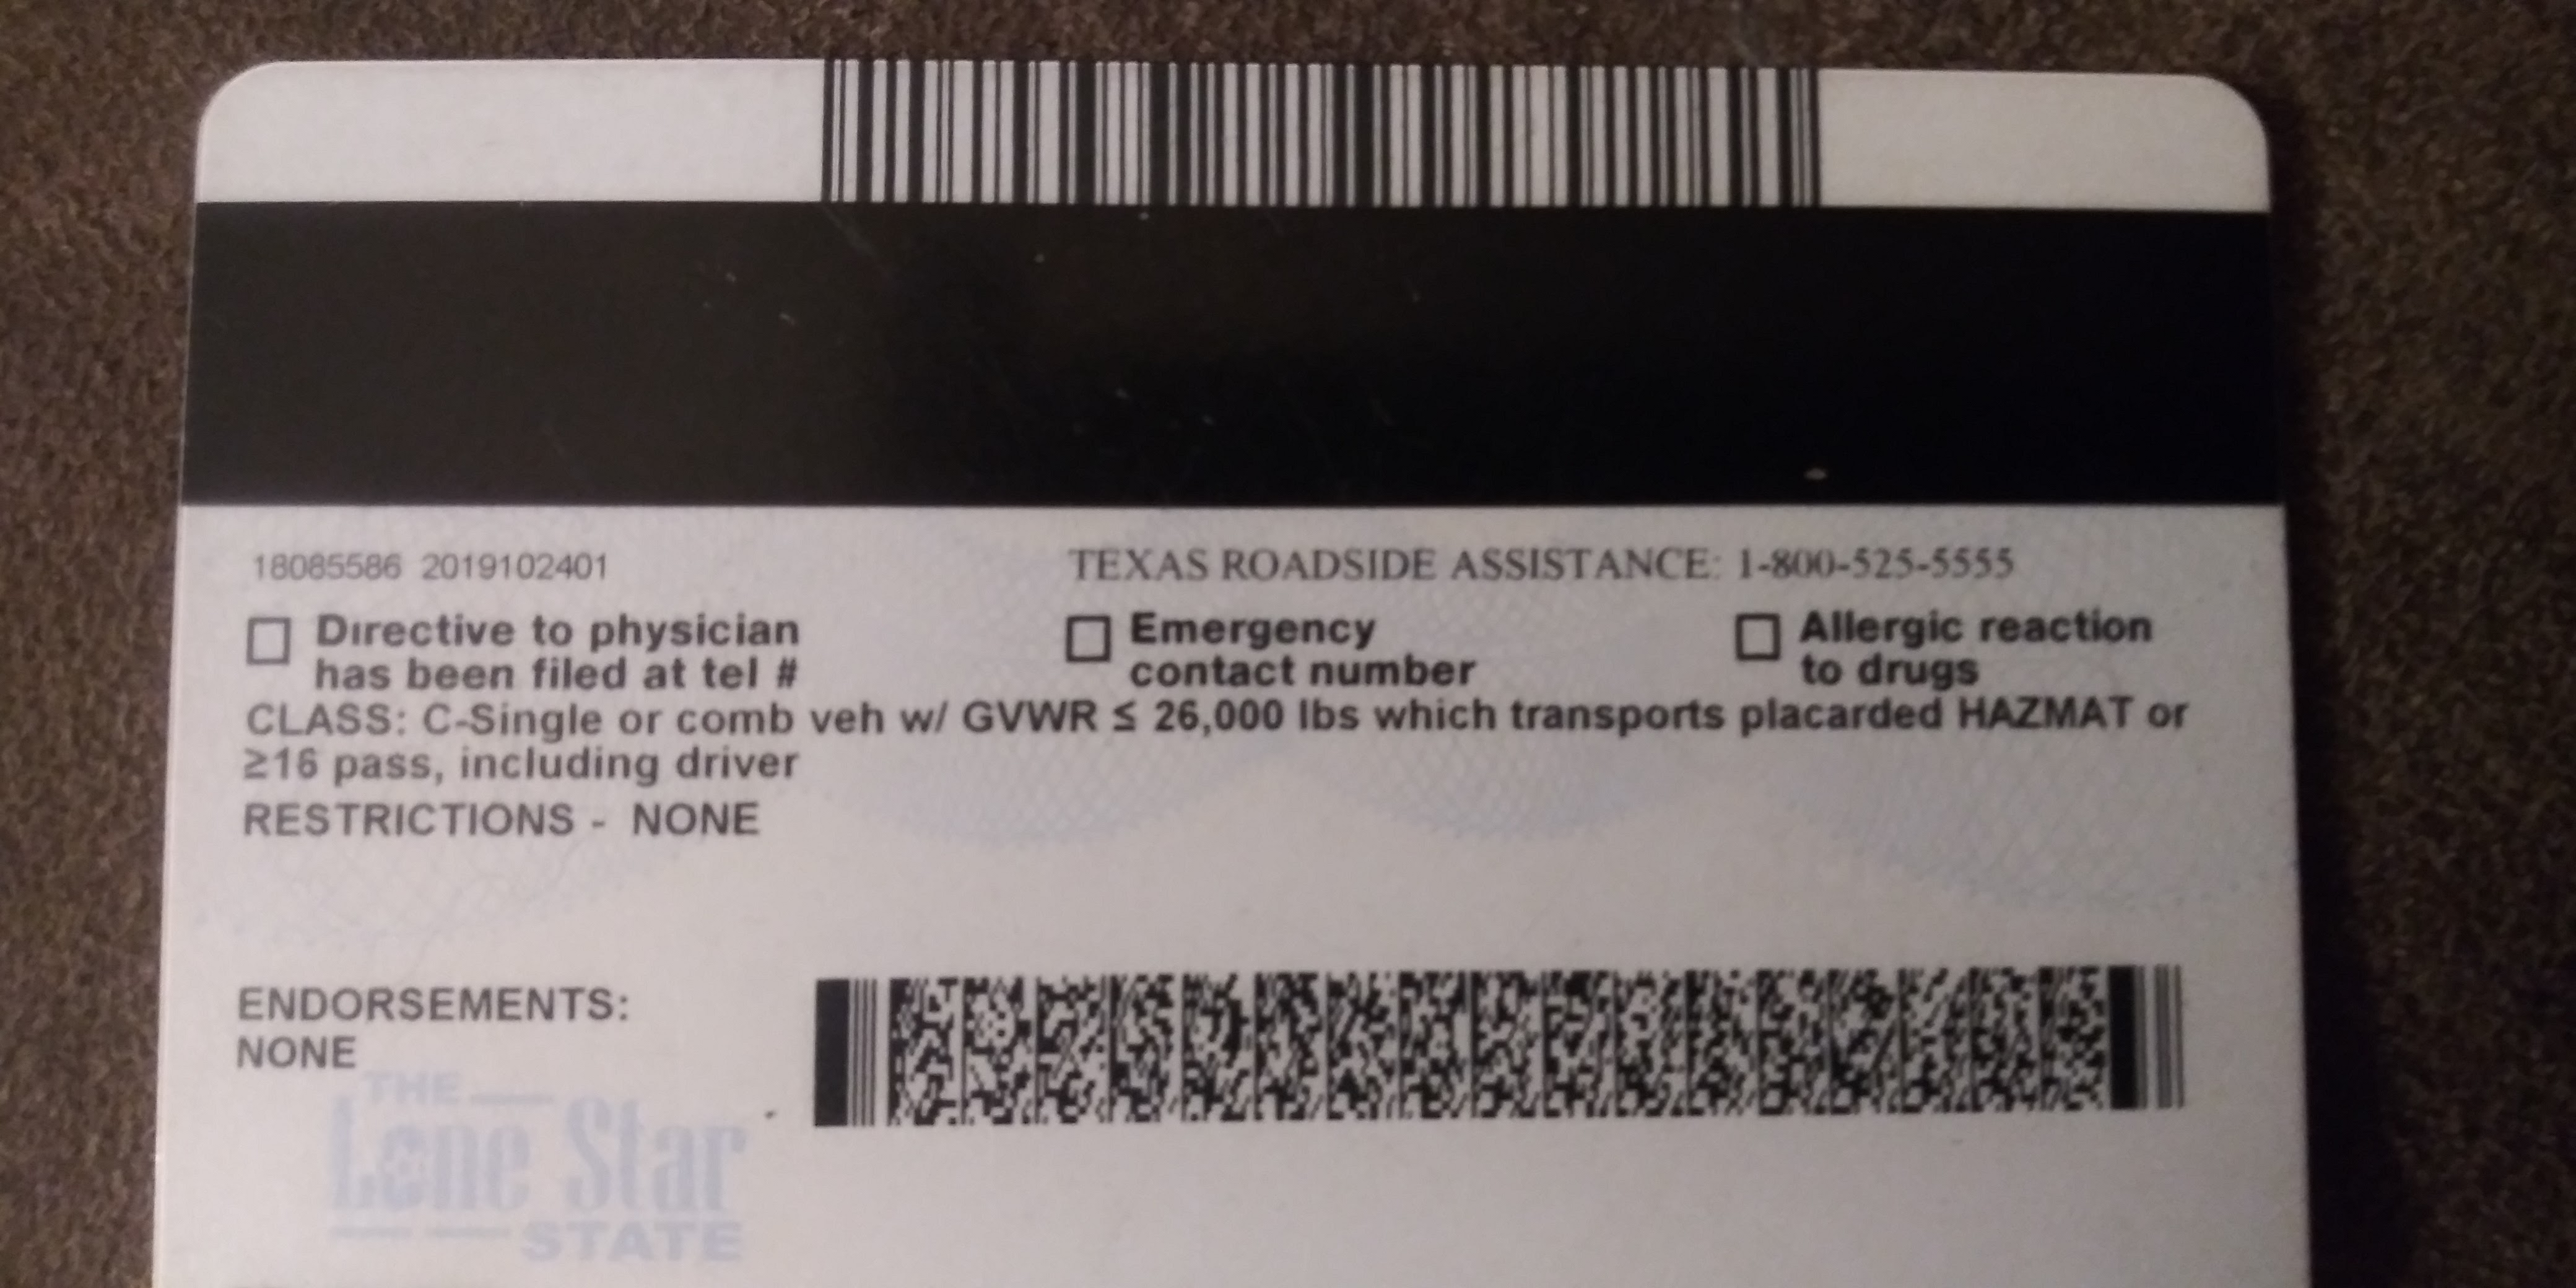 18085586 2019102401 TEXAS ROADSIDE ASSISTANCE: 1-800-525-5555
Directive to physician
has been filed at tel #
Emergency
contact number
Allergic reaction
to drugs
CLASS: C-Single or comb veh w/ GVWR ≤ 26,000 lbs which transports placarded HAZMAT or
≥16 pass, including driver
RESTRICTIONS - NONE
ENDORSEMENTS:
NONE
THE
Lone Star
STATE